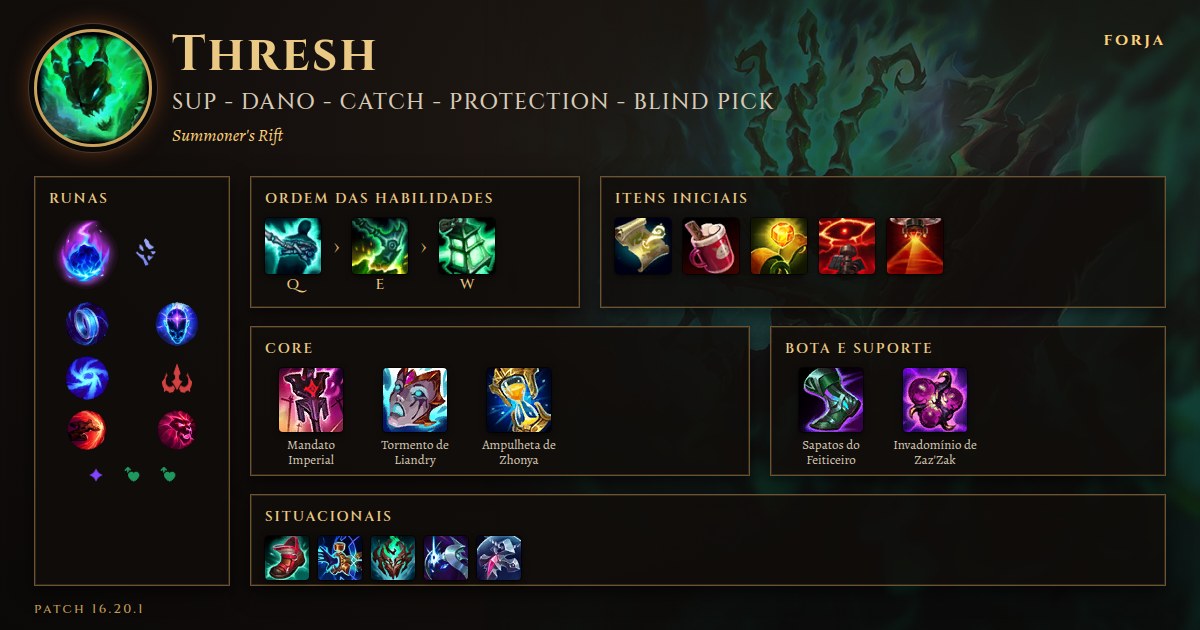 THRESH
SUP - DANO - CATCH - PROTECTION - BLIND PICK
Summoner's Rift
FORJA
RUNAS
ORDEM DAS HABILIDADES
Q
E
W
ITENS INICIAIS
CORE
Mandato
Imperial
Tormento de
Liandry
Ampulheta de
Zhonya
BOTA E SUPORTE
Sapatos do
Feiticeiro
Invadomínio de
Zaz'Zak
SITUACIONAIS
PATCH 16.20.1